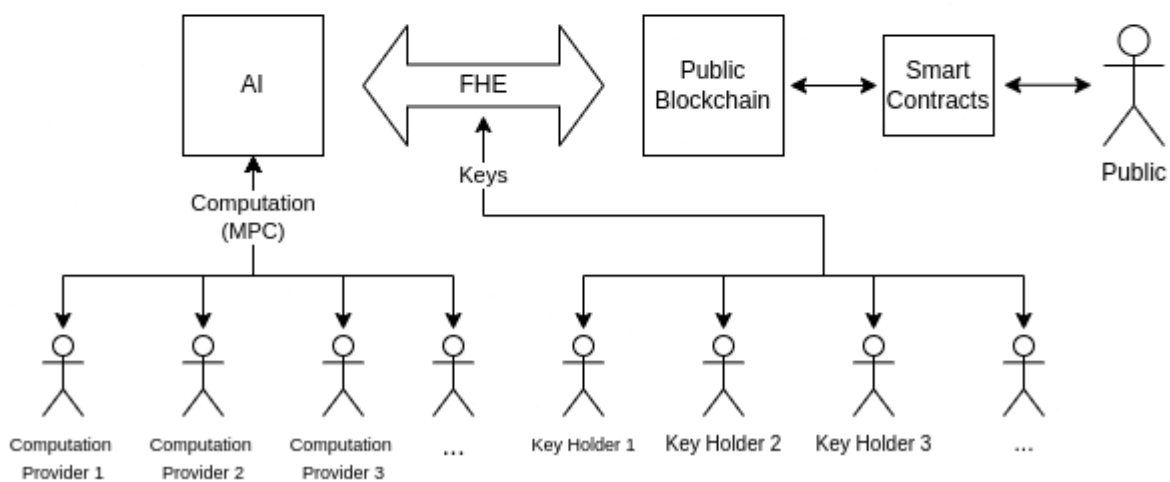 AI
FHE
Public
Blockchain
Smart
Contracts
Public
Keys
Computation
(MPC)
Computation
Provider 1
Computation
Provider 2
Computation
Provider 3
...
Key Holder 1
Key Holder 2
Key Holder 3
...